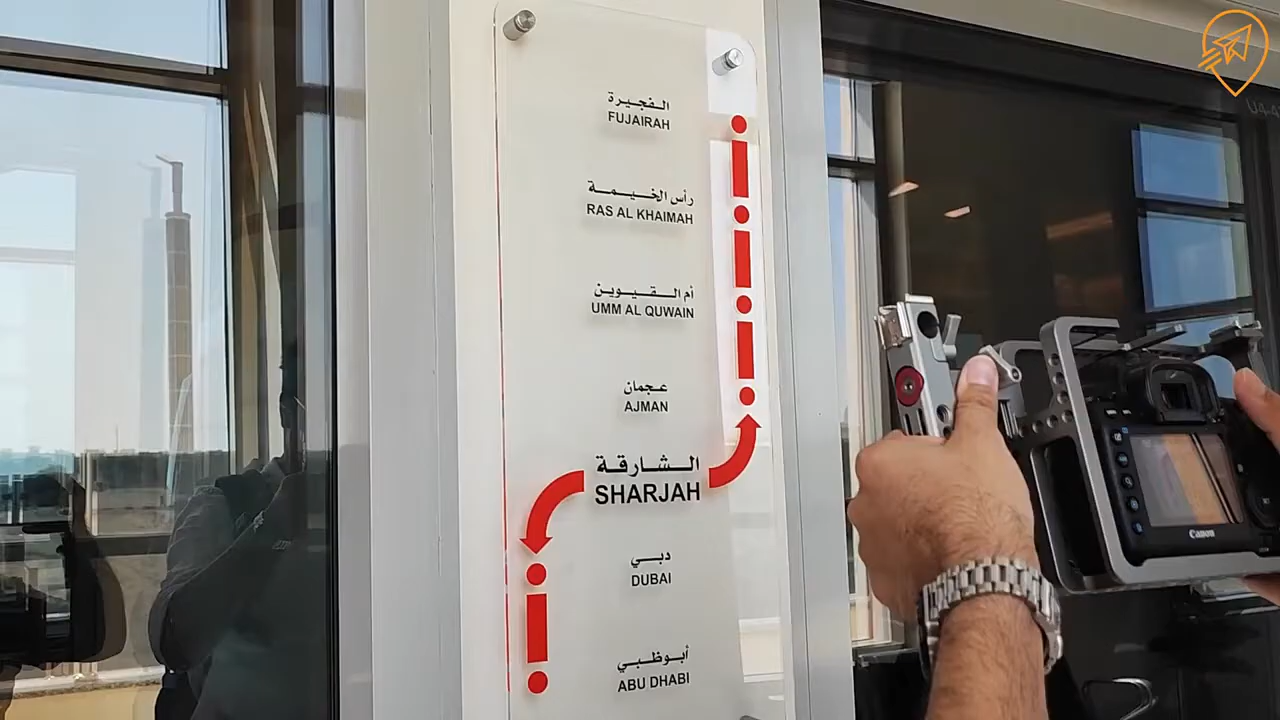 الفجيرة
FUJAIRAH
رأس الخيمة
RAS AL KHAIMAH
أم القيوين
UMM AL QUWAIN
عجمان
AJMAN
الشارقة
SHARJAH
دبي
DUBAI
أبوظبي
ABU DHABI
Canon